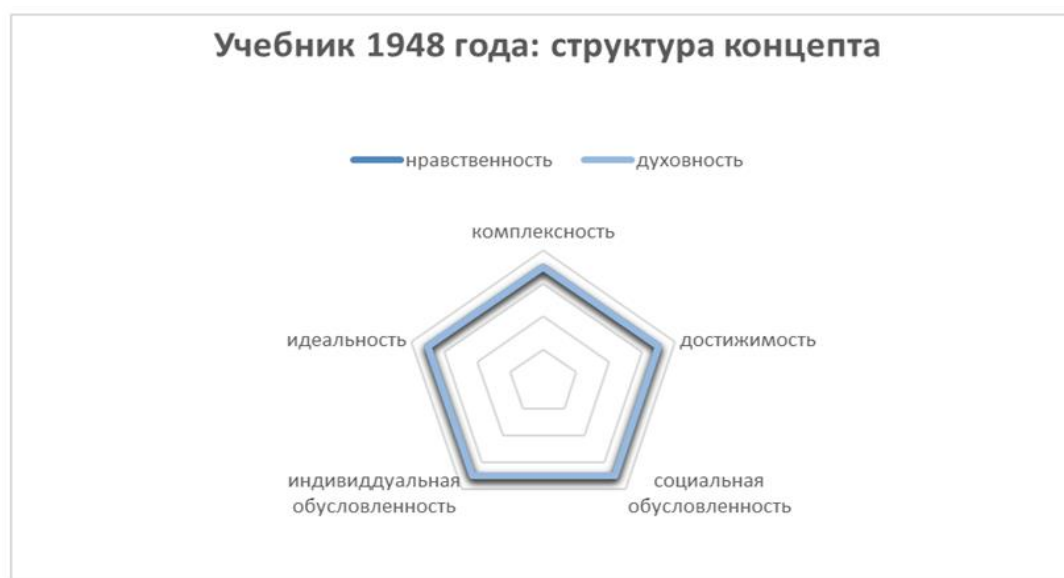 Учебник 1948 года: структура концепта
нравственность духовность
комплексность
идеальность достижимость
индивиддуальная социальная
обусловленность обусловленность